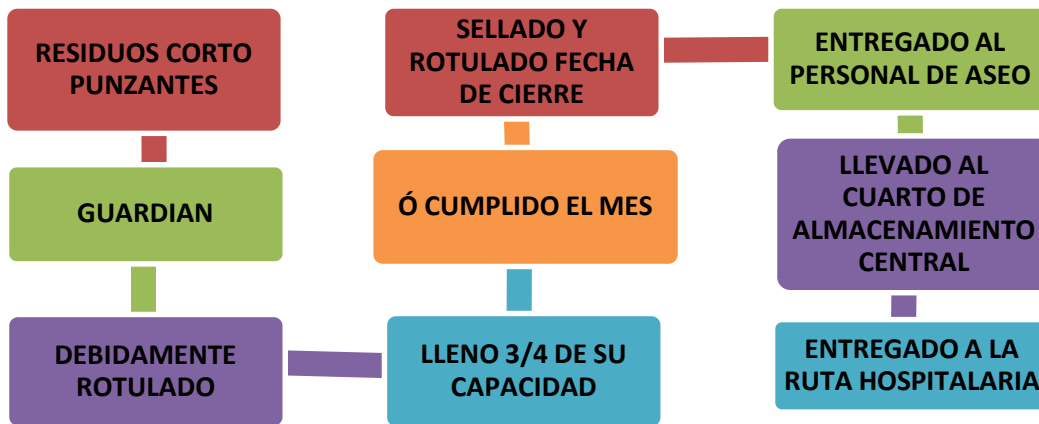 RESIDUOS CORTO
PUNZANTES
GUARDIAN
DEBIDAMENTE
ROTULADO
LLENO 3/4 DE SU
CAPACIDAD
Ó CUMPLIDO EL MES
SELLADO Y
ROTULADO FECHA
DE CIERRE
ENTREGADO AL
PERSONAL DE ASEO
LLEVADO AL
CUARTO DE
ALMACENAMIENTO
CENTRAL
ENTREGADO A LA
RUTA HOSPITALARIA